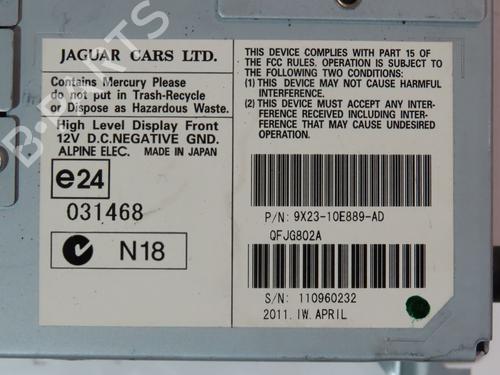 JAGUAR CARS LTD.
Contains Mercury Please
do not put in Trash-Recycle
or Dispose as Hazardous Waste.
High Level Display Front
12V D.C.NEGATIVE GND.
ALPINE ELEC. MADE IN JAPAN
e24
031468
N18
THIS DEVICE COMPLIES WITH PART 15 OF
THE FCC RULES. OPERATION IS SUBJECT TO
THE FOLLOWING TWO CONDITIONS:
(1) THIS DEVICE MAY NOT CAUSE HARMFUL
INTERFERENCE.
(2) THIS DEVICE MUST ACCEPT ANY INTER-
FERENCE RECEIVED INCLUDING INTER-
FERENCE THAT MAY CAUSE UNDESIRED
OPERATION.
P/N: 9X23-10E889-AD
QFJG802A
S/N: 110960232
2011. IW. APRIL
B-PARTS